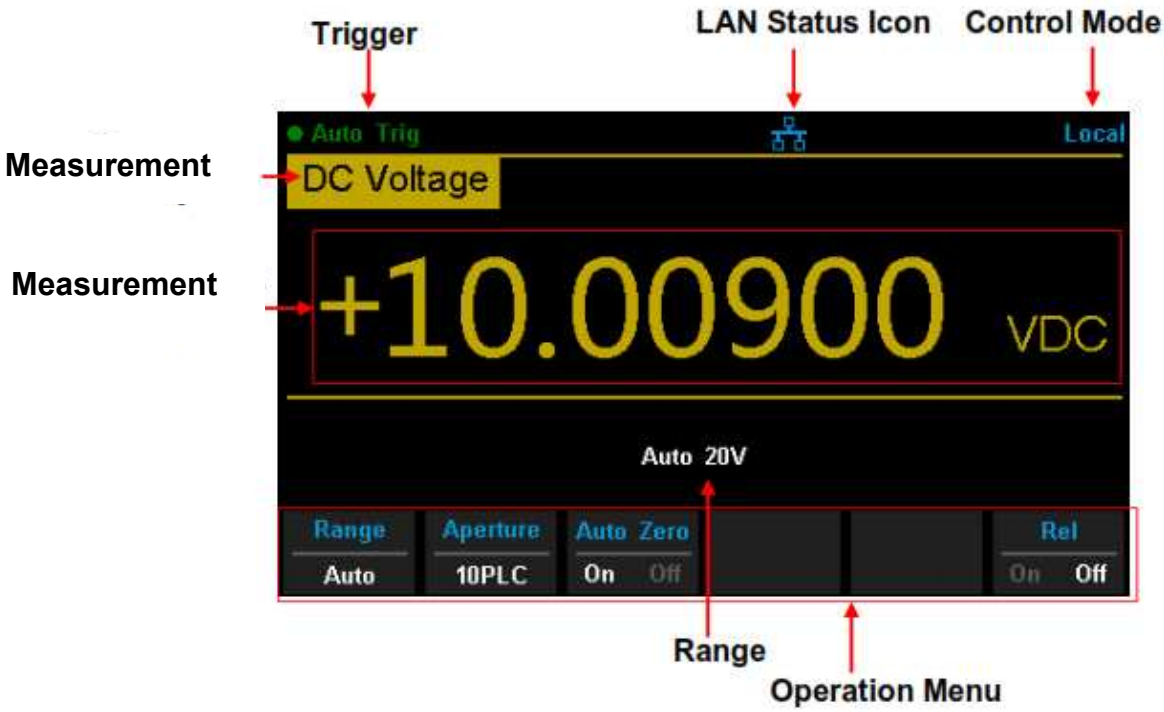 Trigger LAN Status Icon Control Mode
Auto Trig Local
Measurement
DC Voltage
Measurement
+10.00900 VDC
Auto 20V
Range Aperture Auto Zero Rel
Auto 10PLC On Off On Off
Range
Operation Menu